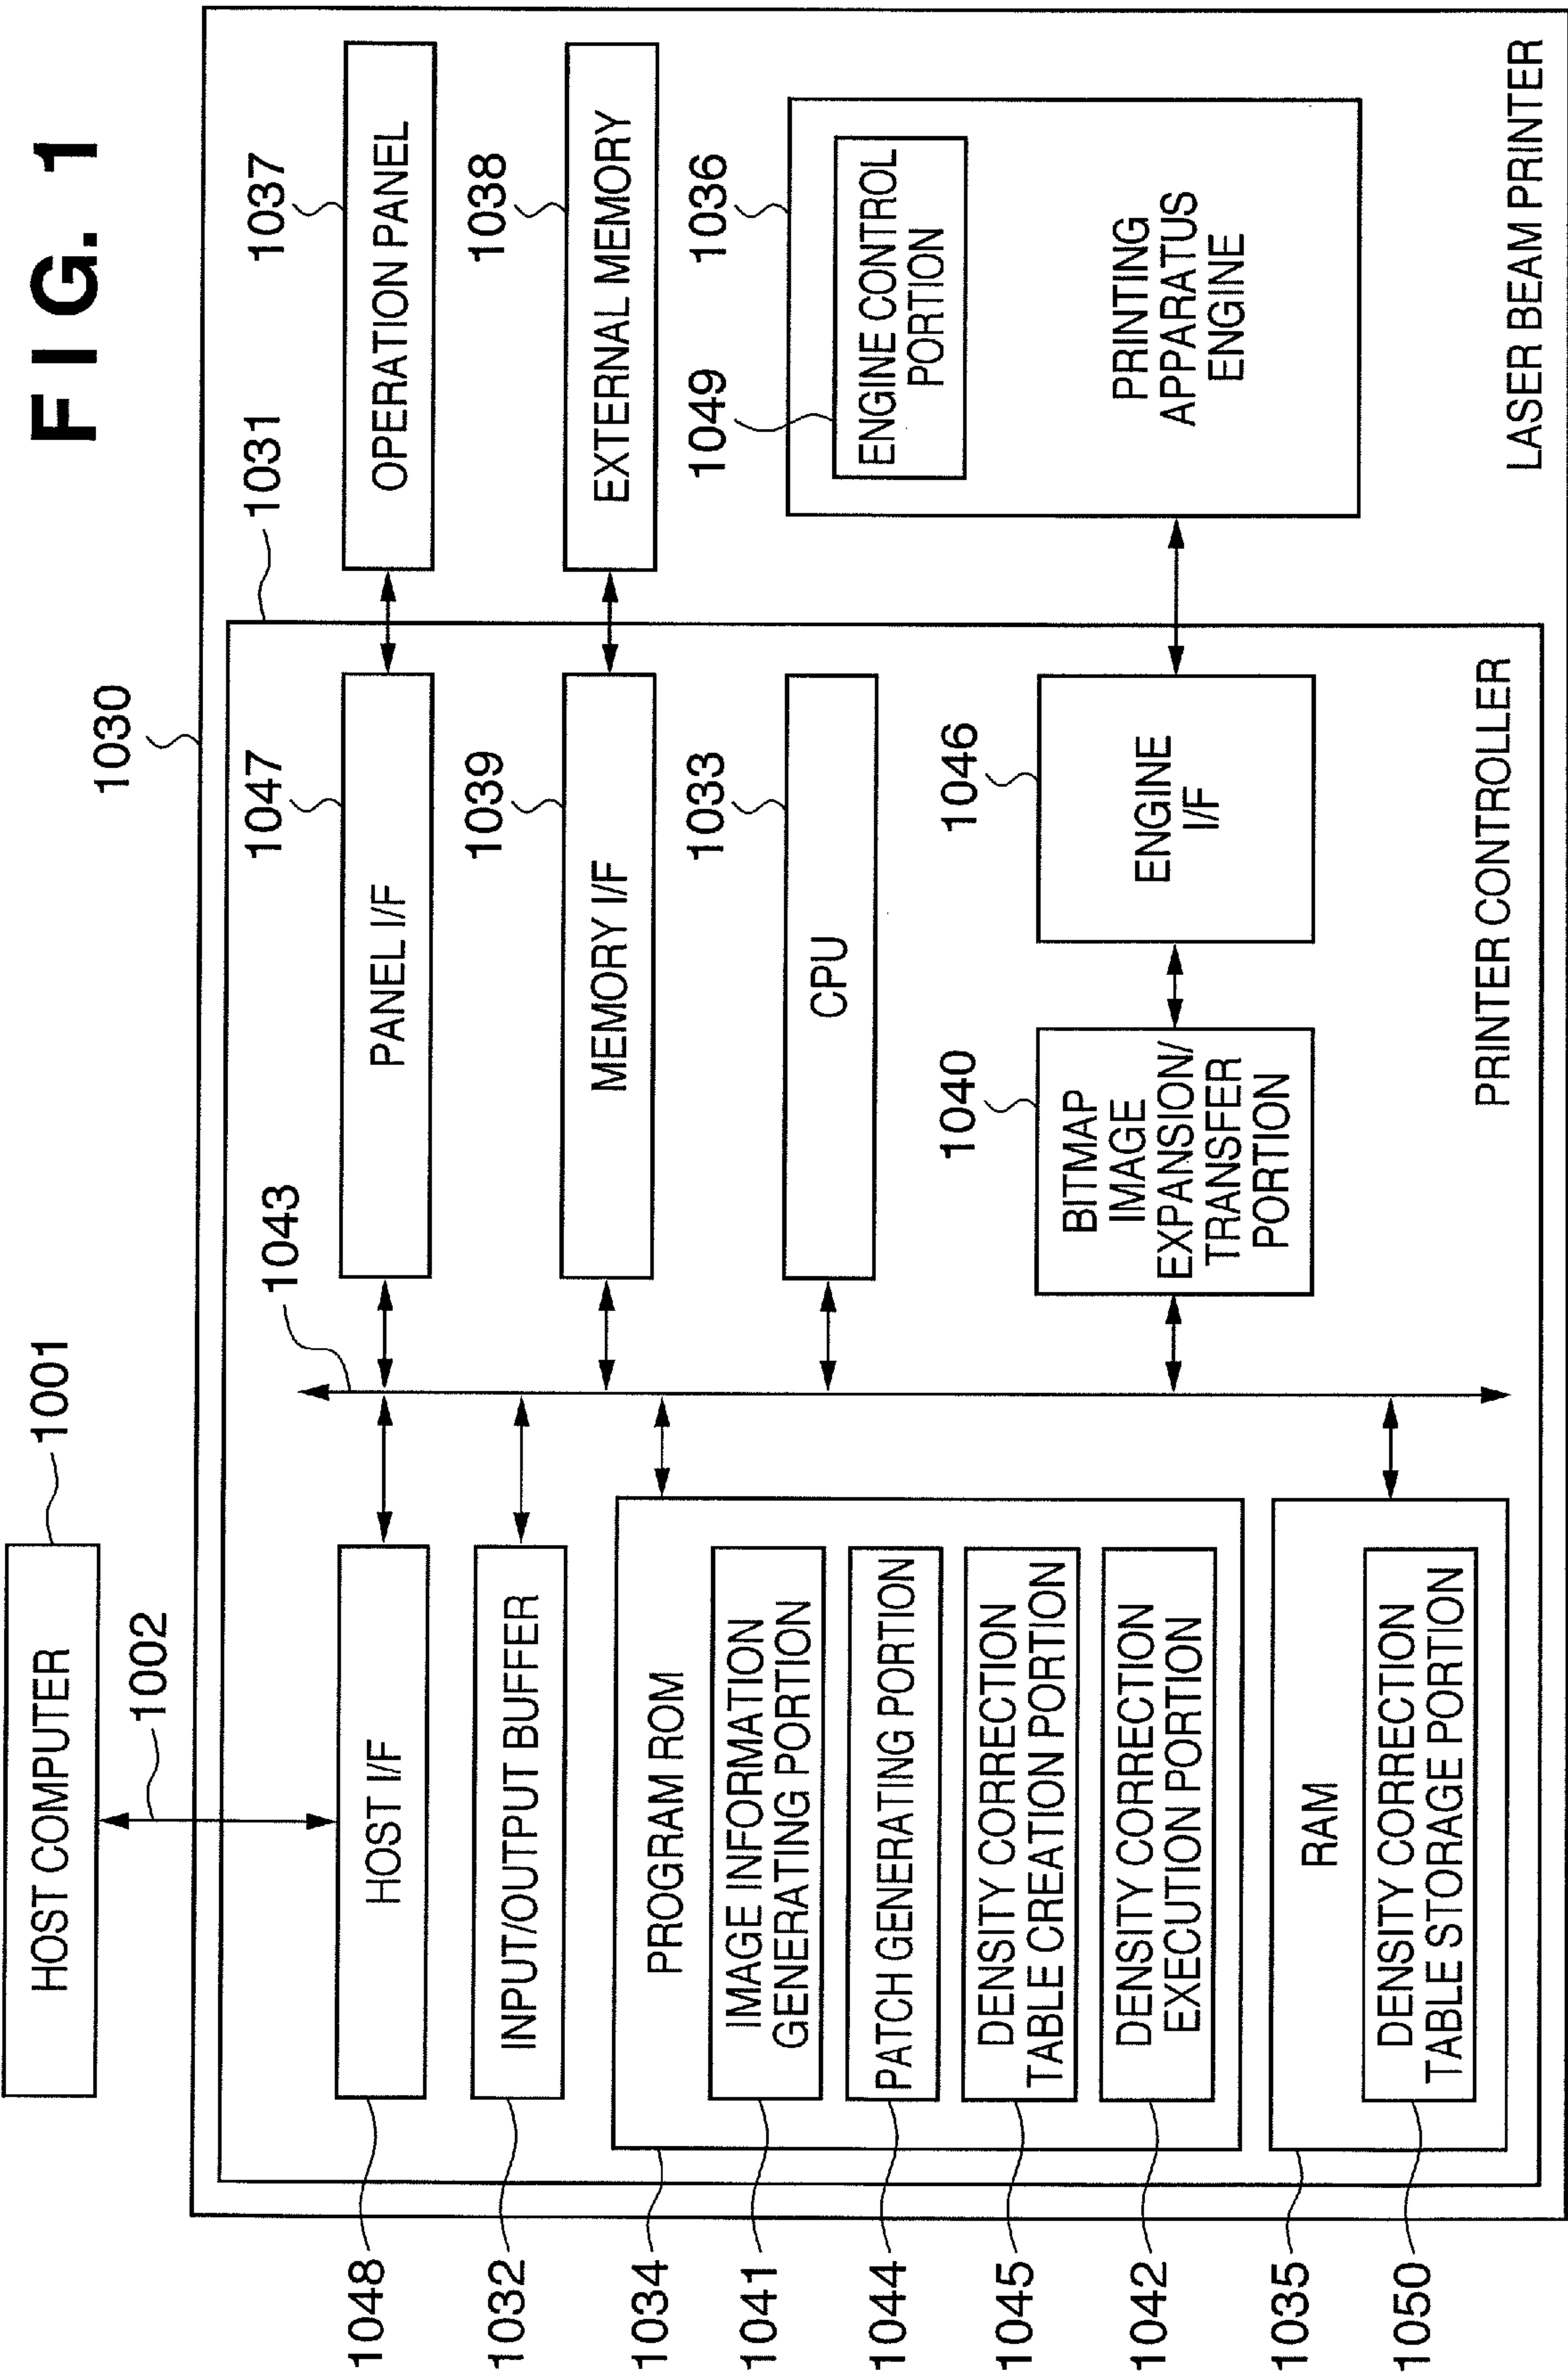 FIG. 1
HOST COMPUTER
1001
1002
1030
1031
1043
1048
HOST I/F
1047
PANEL I/F
1037
OPERATION PANEL
1032
INPUT/OUTPUT BUFFER
1039
MEMORY I/F
1038
EXTERNAL MEMORY
1034
PROGRAM ROM
1033
CPU
1041
IMAGE INFORMATION
GENERATING PORTION
1044
PATCH GENERATING PORTION
1045
DENSITY CORRECTION
TABLE CREATION PORTION
1042
DENSITY CORRECTION
EXECUTION PORTION
1040
BITMAP
IMAGE
EXPANSION/
TRANSFER
PORTION
1046
ENGINE
I/F
1036
1049
ENGINE CONTROL
PORTION
PRINTING
APPARATUS
ENGINE
1035
RAM
1050
DENSITY CORRECTION
TABLE STORAGE PORTION
PRINTER CONTROLLER
LASER BEAM PRINTER